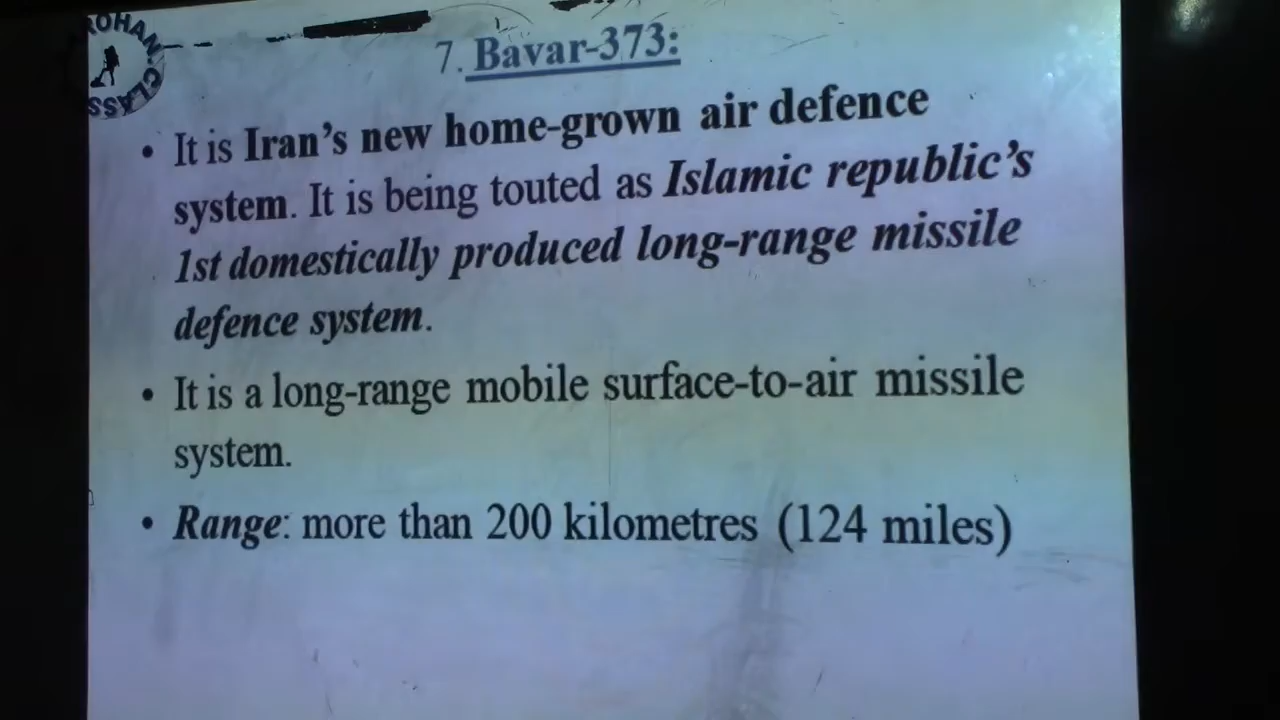 ROHAN CLASS
7. Bavar-373:
• It is Iran's new home-grown air defence
system. It is being touted as Islamic republic's
1st domestically produced long-range missile
defence system.
• It is a long-range mobile surface-to-air missile
system.
• Range: more than 200 kilometres (124 miles)